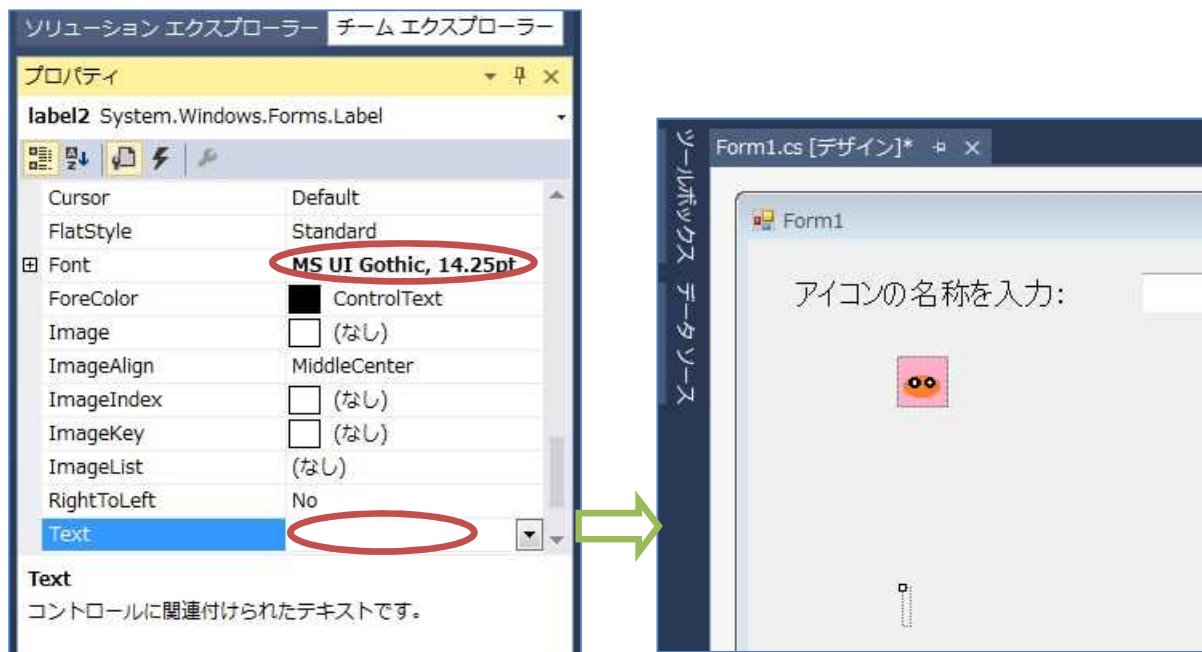 ソリューション エクスプローラー チーム エクスプローラー
プロパティ
label2 System.Windows.Forms.Label
Cursor Default
FlatStyle Standard
Font MS UI Gothic, 14.25pt
ForeColor ControlText
Image (なし)
ImageAlign MiddleCenter
ImageIndex (なし)
ImageKey (なし)
ImageList (なし)
RightToLeft No
Text
Text
コントロールに関連付けられたテキストです。
ツールボックス
データ ソース
Form1.cs [デザイン]*
Form1
アイコンの名称を入力: